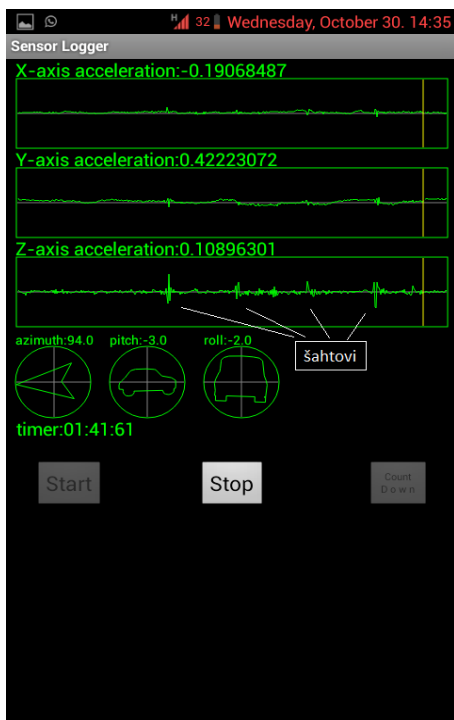 H 32 Wednesday, October 30. 14:35
Sensor Logger
X-axis acceleration:-0.19068487
Y-axis acceleration:0.42223072
Z-axis acceleration:0.10896301
azimuth:94.0 pitch:-3.0 roll:-2.0
šahtovi
timer:01:41:61
Start Stop Count
Down